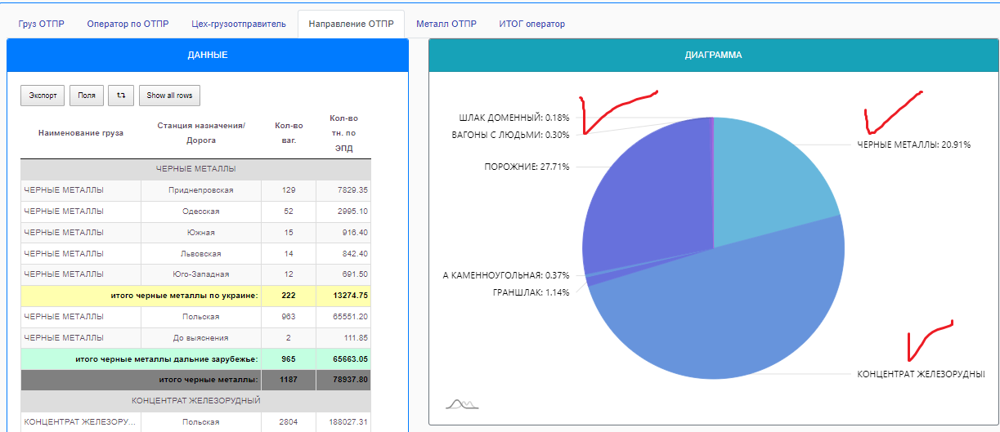 Груз ОТПР Оператор по ОТПР Цех-грузоотправитель Направление ОТПР Металл ОТПР ИТОГ оператор
ДАННЫЕ
Экспорт Поля Show all rows
Наименование груза Станция назначения/ Дорога Кол-во ваг. Кол-во тн. по ЭПД
ЧЕРНЫЕ МЕТАЛЛЫ
ЧЕРНЫЕ МЕТАЛЛЫ Приднепровская 129 7829.35
ЧЕРНЫЕ МЕТАЛЛЫ Одесская 52 2995.10
ЧЕРНЫЕ МЕТАЛЛЫ Южная 15 916.40
ЧЕРНЫЕ МЕТАЛЛЫ Львовская 14 842.40
ЧЕРНЫЕ МЕТАЛЛЫ Юго-Западная 12 691.50
итого черные металлы по украине: 222 13274.75
ЧЕРНЫЕ МЕТАЛЛЫ Польская 963 65551.20
ЧЕРНЫЕ МЕТАЛЛЫ До выяснения 2 111.85
итого черные металлы дальние зарубежье: 965 65663.05
итого черные металлы: 1187 78937.80
КОНЦЕНТРАТ ЖЕЛЕЗОРУДНЫЙ
КОНЦЕНТРАТ ЖЕЛЕЗОРУ... Польская 2804 188027.31
ДИАГРАММА
ШЛАК ДОМЕННЫЙ: 0.18%
ВАГОНЫ С ЛЮДЬМИ: 0.30%
ЧЕРНЫЕ МЕТАЛЛЫ: 20.91%
ПОРОЖНИЕ: 27.71%
А КАМЕННОУГОЛЬНАЯ: 0.37%
ГРАНШЛАК: 1.14%
КОНЦЕНТРАТ ЖЕЛЕЗОРУДНЫ